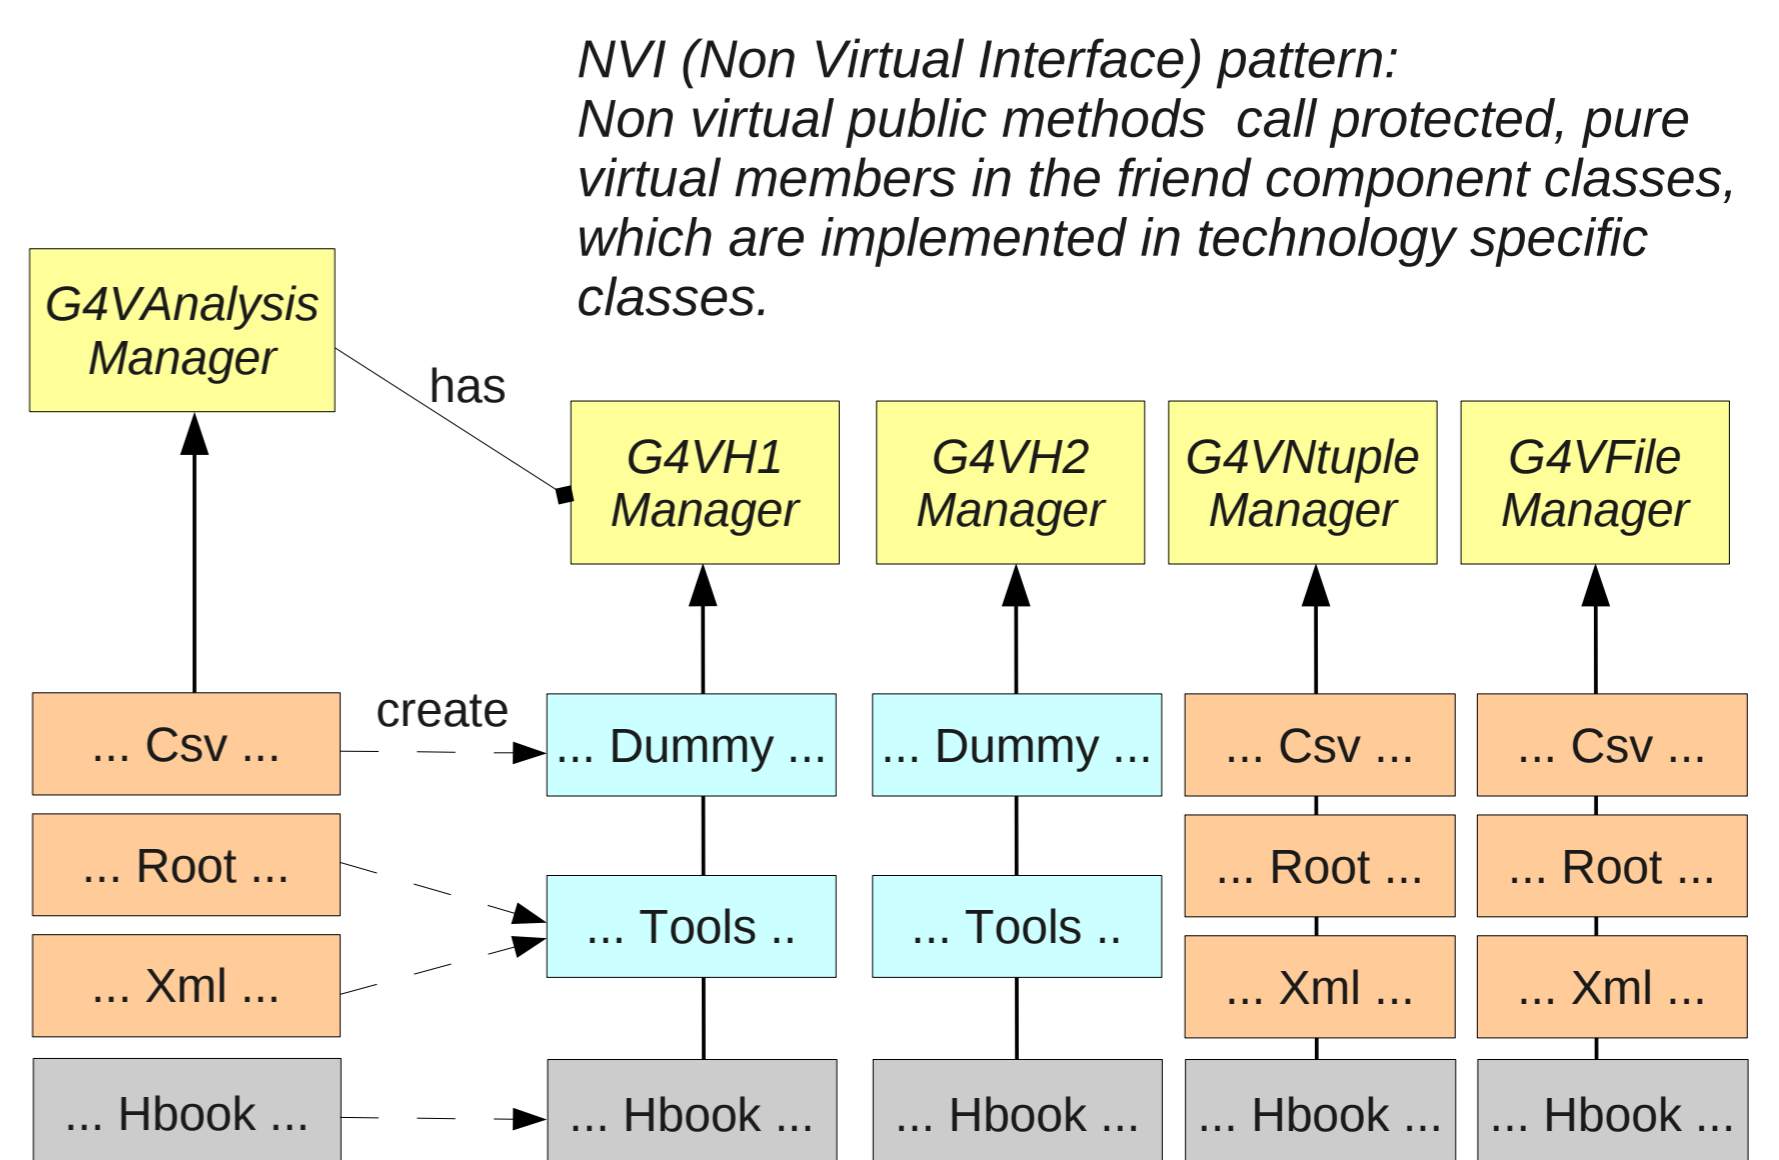 NVI (Non Virtual Interface) pattern:
Non virtual public methods  call protected, pure
virtual members in the friend component classes,
which are implemented in technology specific
classes.
G4VAnalysis
Manager
has
G4VH1
Manager
G4VH2
Manager
G4VNtuple
Manager
G4VFile
Manager
... Csv ...
create
... Dummy ...
... Dummy ...
... Csv ...
... Csv ...
... Root ...
... Root ...
... Root ...
... Tools ..
... Tools ..
... Xml ...
... Xml ...
... Xml ...
... Hbook ...
... Hbook ...
... Hbook ...
... Hbook ...
... Hbook ...